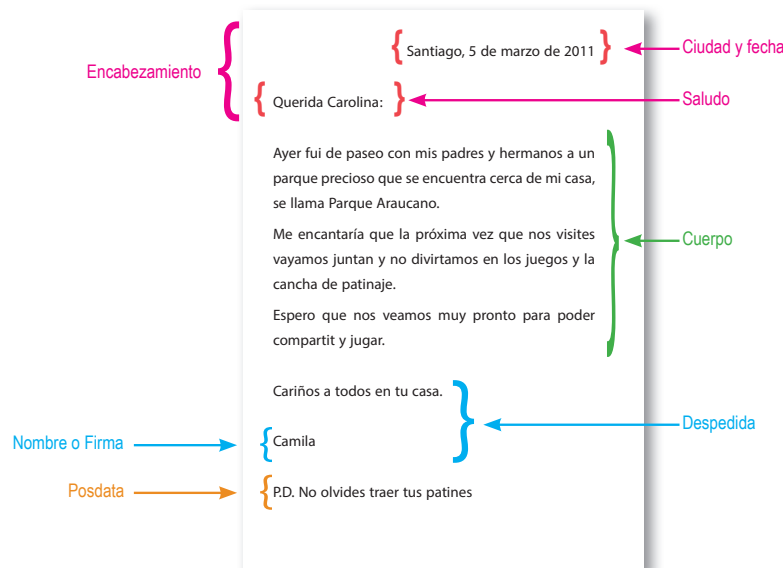 Santiago, 5 de marzo de 2011
Ciudad y fecha
Encabezamiento
Querida Carolina:
Saludo
Ayer fui de paseo con mis padres y hermanos a un
parque precioso que se encuentra cerca de mi casa,
se llama Parque Araucano.
Me encantaría que la próxima vez que nos visites
vayamos juntan y no divirtamos en los juegos y la
cancha de patinaje.
Cuerpo
Espero que nos veamos muy pronto para poder
compartit y jugar.
Cariños a todos en tu casa.
Despedida
Nombre o Firma
Camila
Posdata
P.D. No olvides traer tus patines